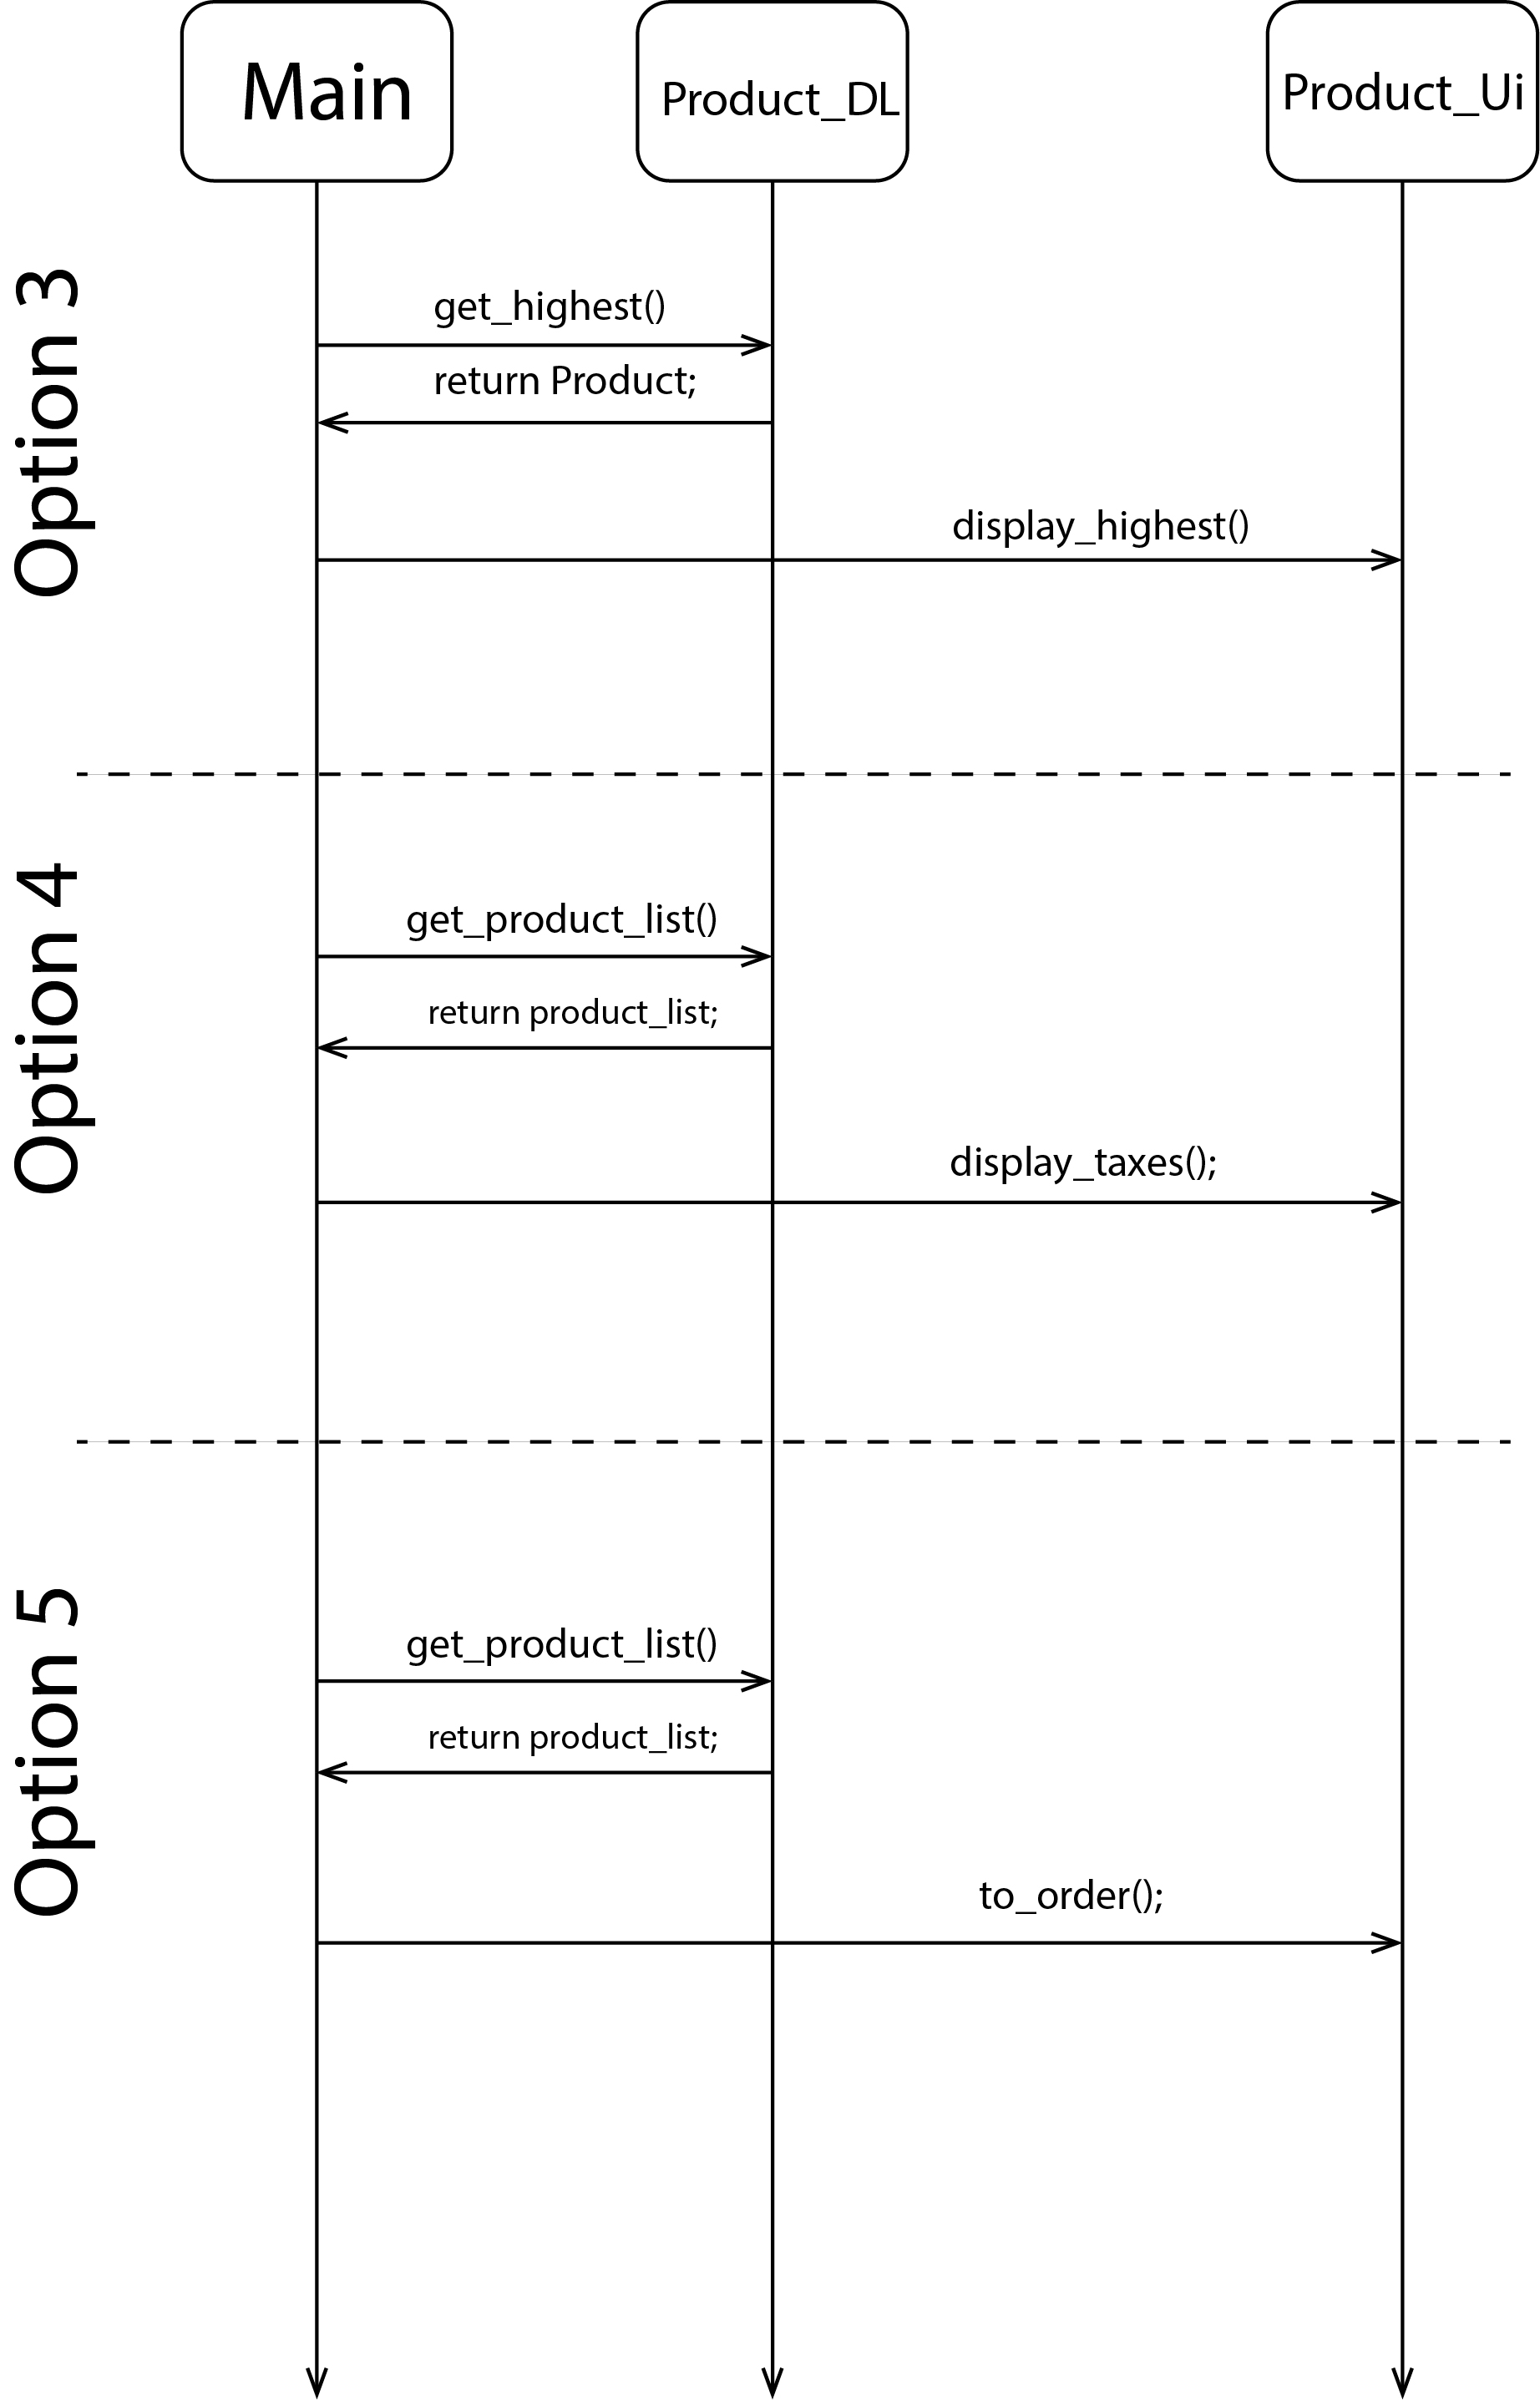 Main
Product_DL
Product_Ui
Option 3
get_highest()
return Product;
display_highest()
Option 4
get_product_list()
return product_list;
display_taxes();
Option 5
get_product_list()
return product_list;
to_order();